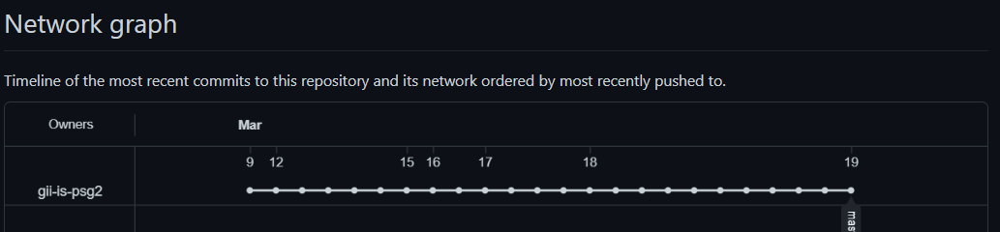 Network graph
Timeline of the most recent commits to this repository and its network ordered by most recently pushed to.
Owners Mar
9 12 15 16 17 18 19
gii-is-psg2
mas